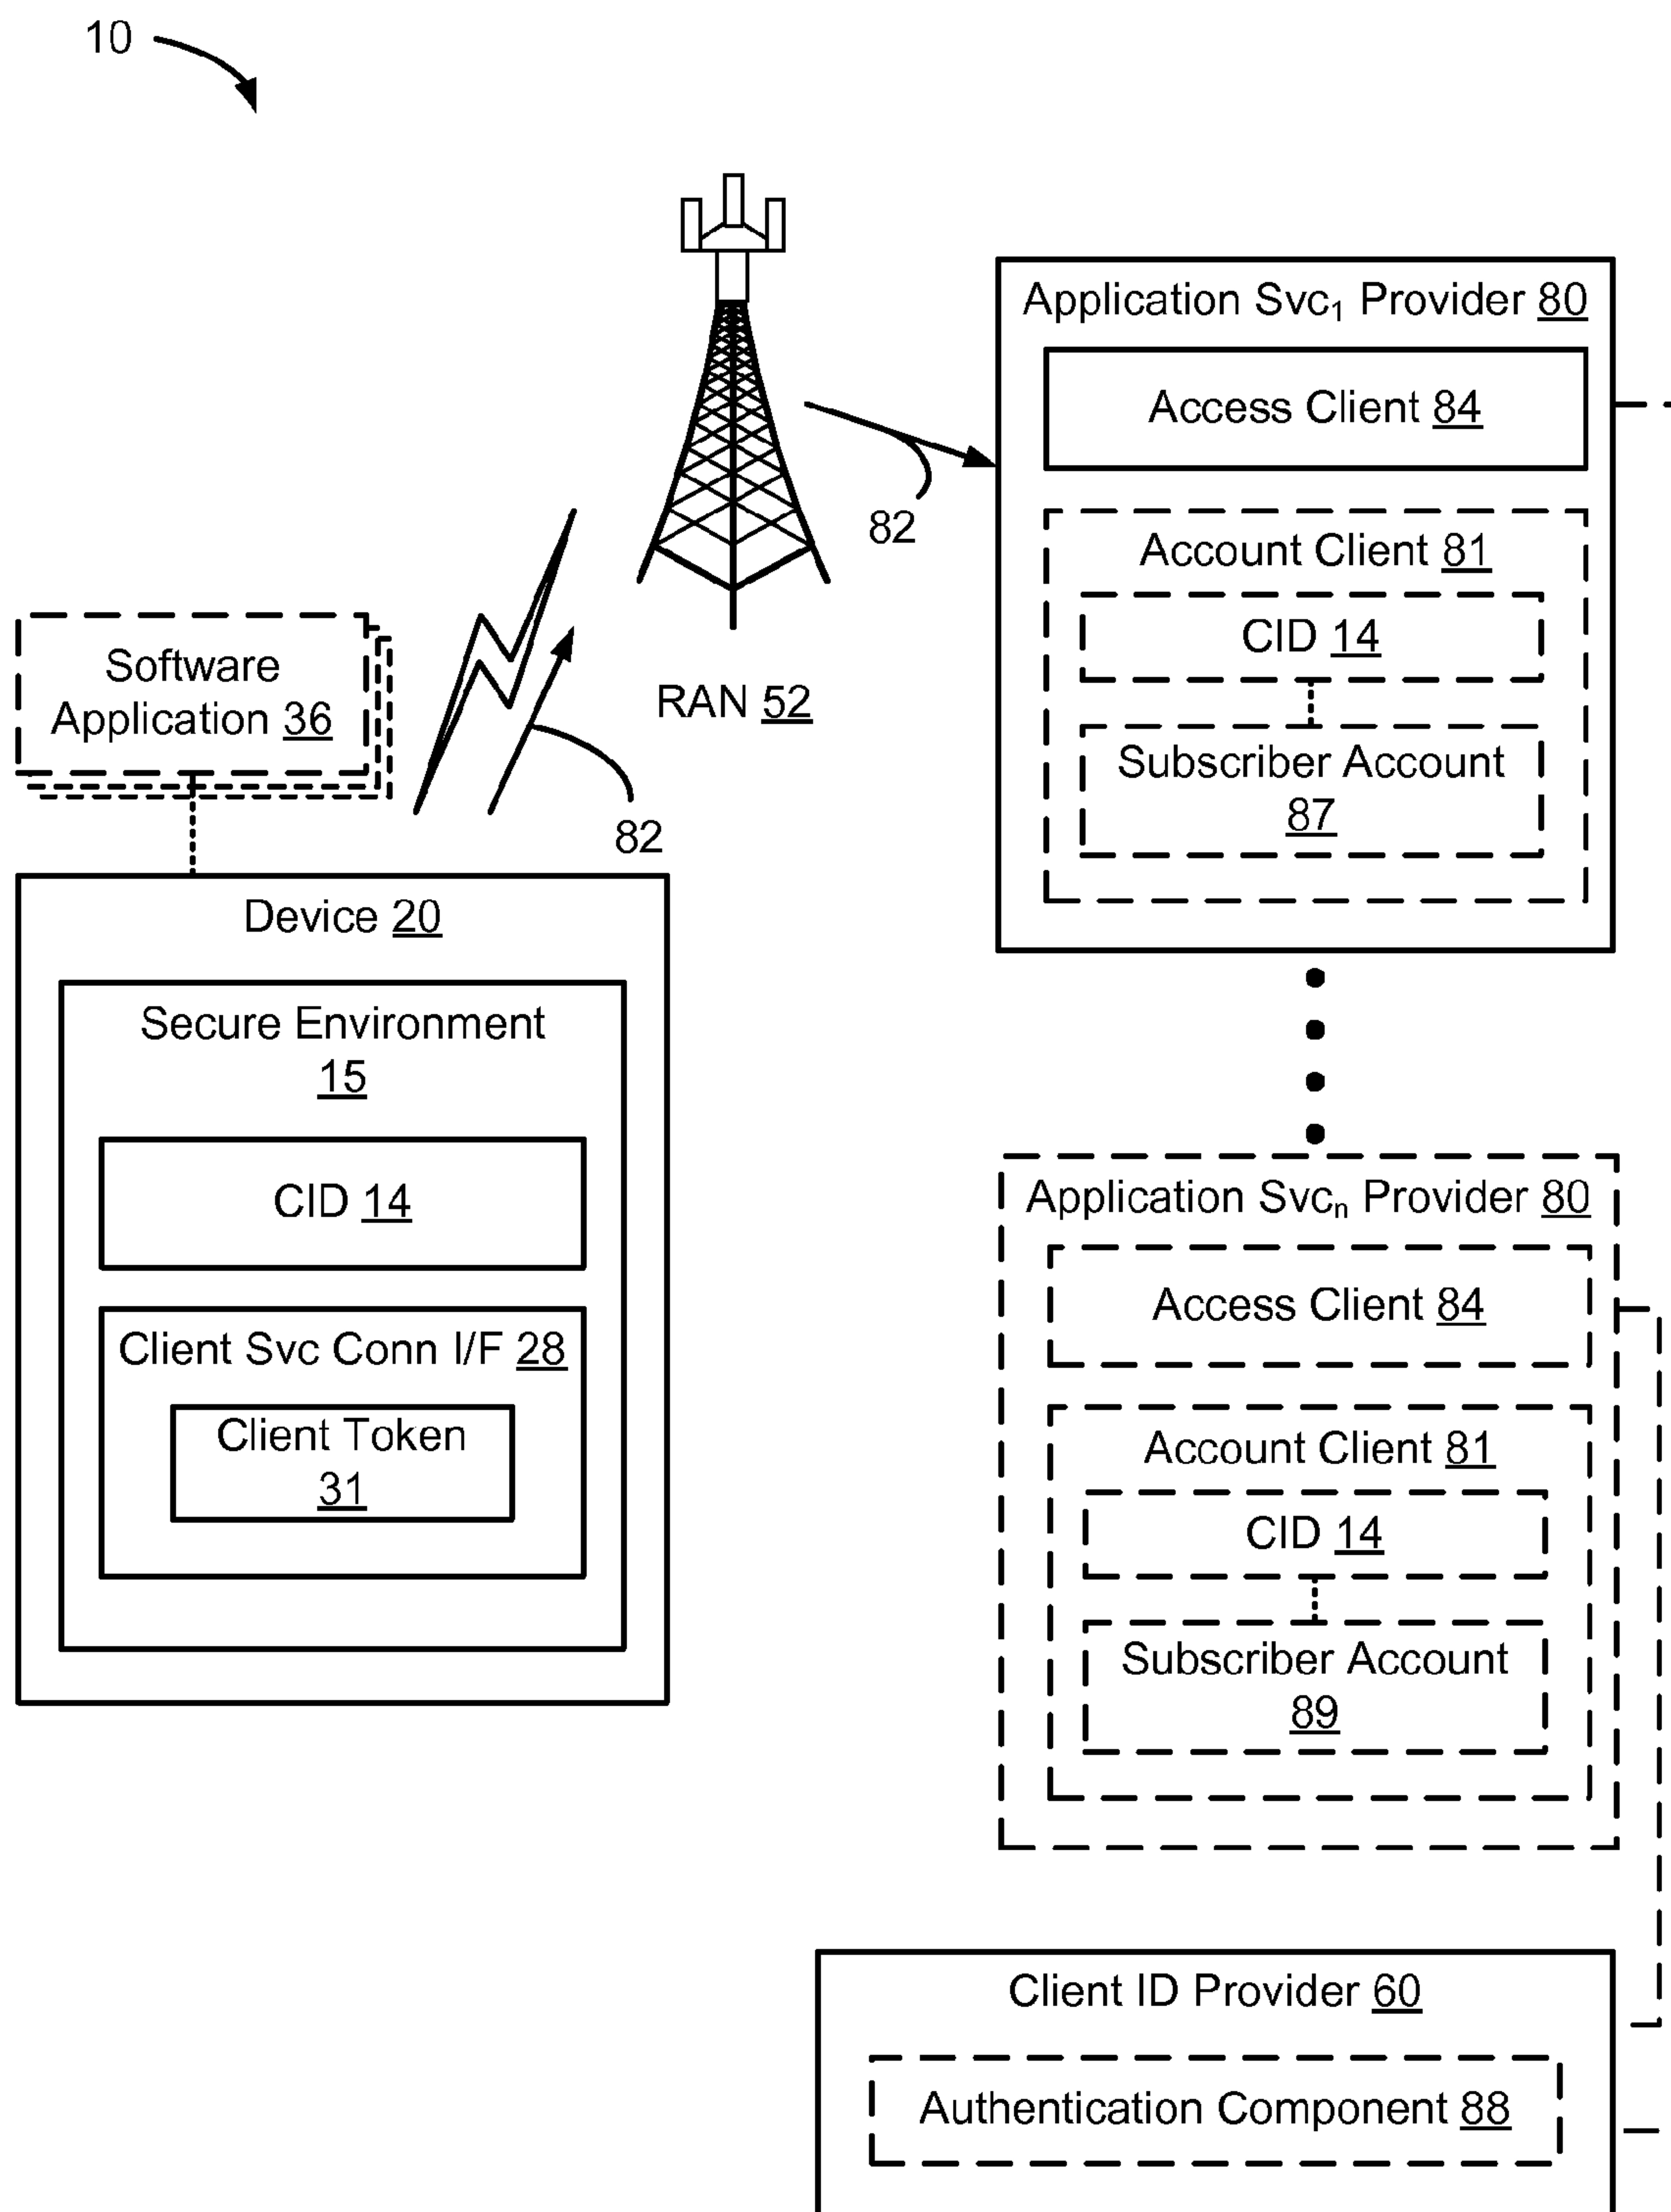 10
Application Svc₁ Provider 80
Access Client 84
82
Account Client 81
CID 14
Subscriber Account
87
Software
Application 36
RAN 52
82
Device 20
Secure Environment
15
CID 14
Client Svc Conn I/F 28
Client Token
31
Application Svcₙ Provider 80
Access Client 84
Account Client 81
CID 14
Subscriber Account
89
Client ID Provider 60
Authentication Component 88